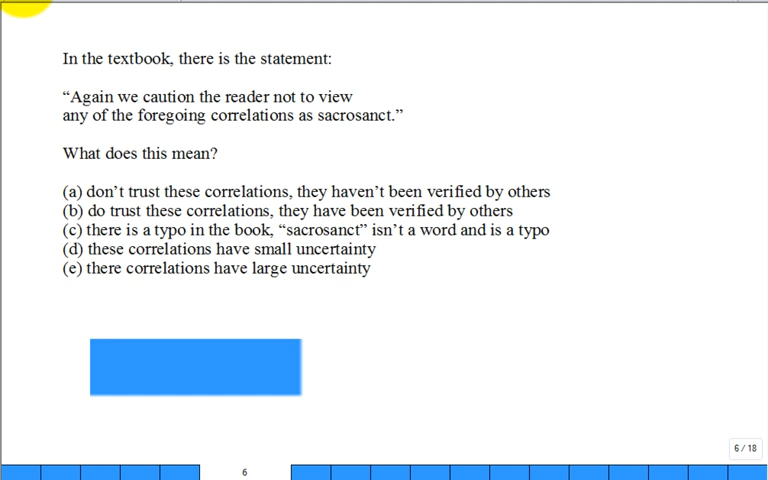 In the textbook, there is the statement:
“Again we caution the reader not to view
any of the foregoing correlations as sacrosanct.”
What does this mean?
(a) don’t trust these correlations, they haven’t been verified by others
(b) do trust these correlations, they have been verified by others
(c) there is a typo in the book, “sacrosanct” isn’t a word and is a typo
(d) these correlations have small uncertainty
(e) there correlations have large uncertainty
6 / 18
6